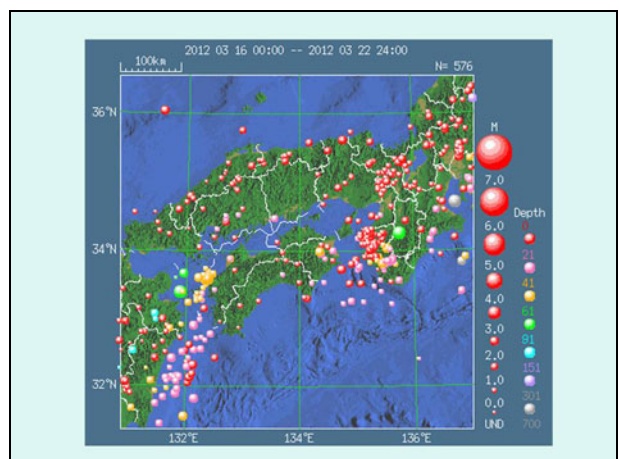 2012 03 16 00:00 -- 2012 03 22 24:00
100km
N= 576
36°N
34°N
32°N
132°E
134°E
136°E
M
7.0
6.0
5.0
4.0
3.0
2.0
1.0
0.0
UND
Depth
0
21
41
61
91
151
301
700